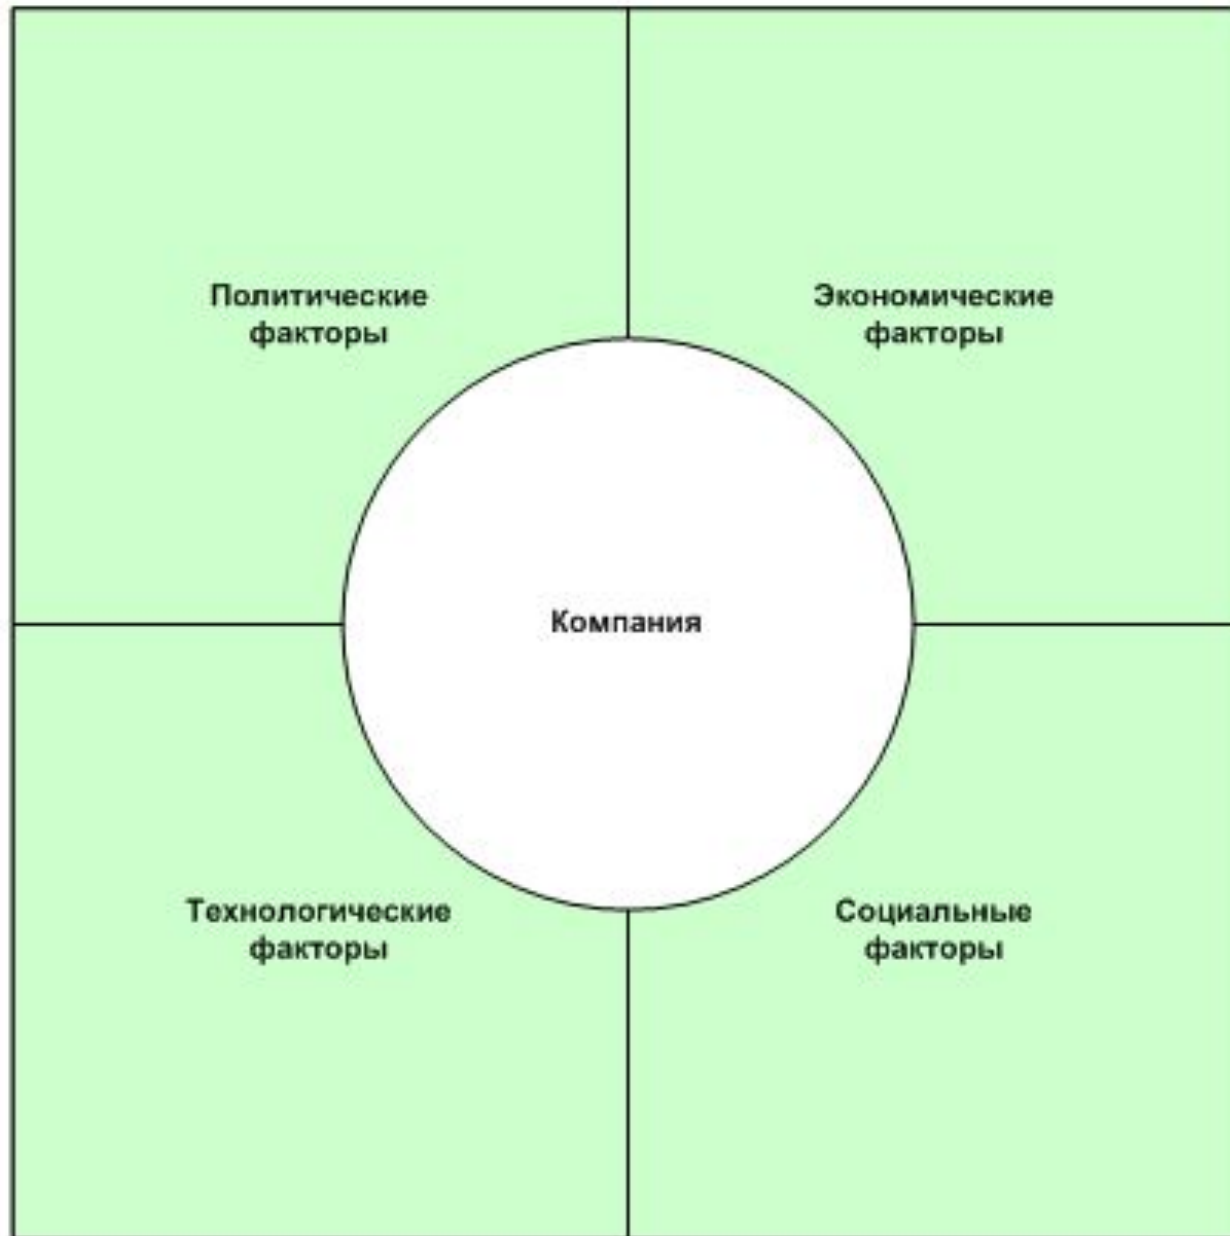 Политические
факторы
Экономические
факторы
Компания
Технологические
факторы
Социальные
факторы